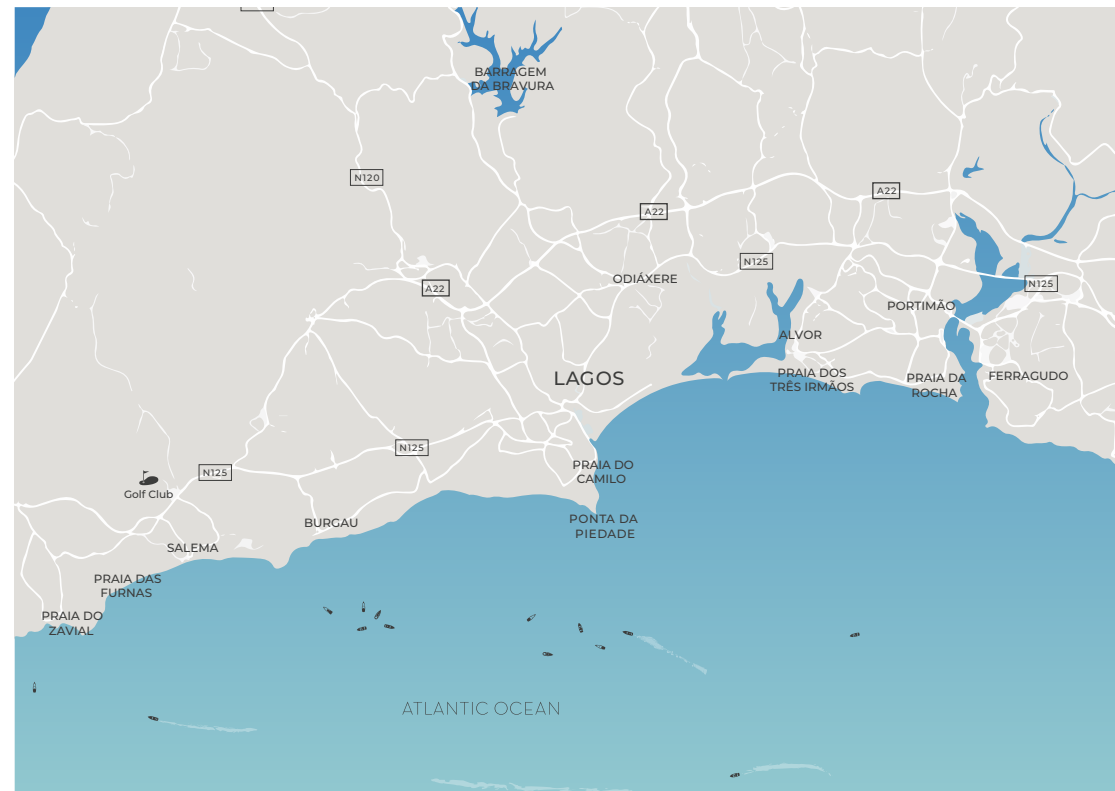 BARRAGEM
DA BRAVURA
N120
A22
A22
N125
ODIÁXERE
N125
A22
PORTIMÃO
ALVOR
LAGOS
PRAIA DOS
TRÊS IRMÃOS
PRAIA DA
ROCHA
FERRAGUDO
N125
PRAIA DO
CAMILO
N125
Golf Club
PONTA DA
PIEDADE
BURGAU
SALEMA
PRAIA DAS
FURNAS
PRAIA DO
ZAVIAL
ATLANTIC OCEAN